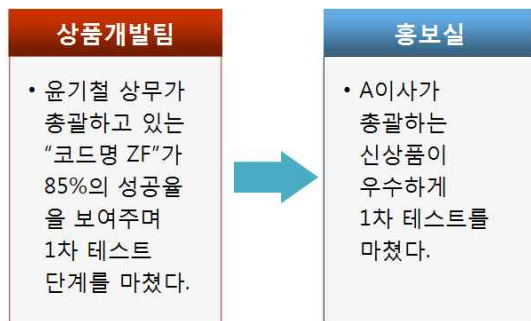 상품개발팀
• 윤기철 상무가
총괄하고 있는
“코드명 ZF”가
85%의 성공율
을 보여주며
1차 테스트
단계를 마쳤다.
홍보실
• A이사가
총괄하는
신상품이
우수하게
1차 테스트를
마쳤다.